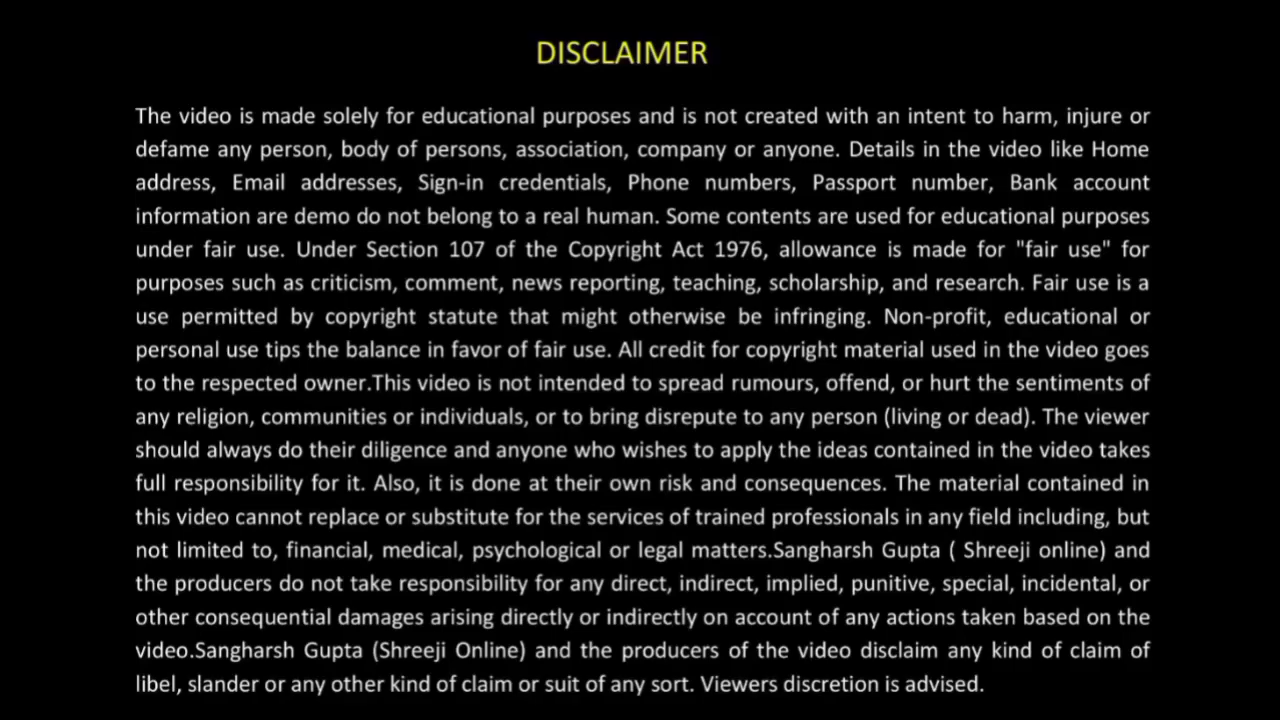 DISCLAIMER
The video is made solely for educational purposes and is not created with an intent to harm, injure or
defame any person, body of persons, association, company or anyone. Details in the video like Home
address, Email addresses, Sign-in credentials, Phone numbers, Passport number, Bank account
information are demo do not belong to a real human. Some contents are used for educational purposes
under fair use. Under Section 107 of the Copyright Act 1976, allowance is made for "fair use" for
purposes such as criticism, comment, news reporting, teaching, scholarship, and research. Fair use is a
use permitted by copyright statute that might otherwise be infringing. Non-profit, educational or
personal use tips the balance in favor of fair use. All credit for copyright material used in the video goes
to the respected owner.This video is not intended to spread rumours, offend, or hurt the sentiments of
any religion, communities or individuals, or to bring disrepute to any person (living or dead). The viewer
should always do their diligence and anyone who wishes to apply the ideas contained in the video takes
full responsibility for it. Also, it is done at their own risk and consequences. The material contained in
this video cannot replace or substitute for the services of trained professionals in any field including, but
not limited to, financial, medical, psychological or legal matters.Sangharsh Gupta ( Shreeji online) and
the producers do not take responsibility for any direct, indirect, implied, punitive, special, incidental, or
other consequential damages arising directly or indirectly on account of any actions taken based on the
video.Sangharsh Gupta (Shreeji Online) and the producers of the video disclaim any kind of claim of
libel, slander or any other kind of claim or suit of any sort. Viewers discretion is advised.